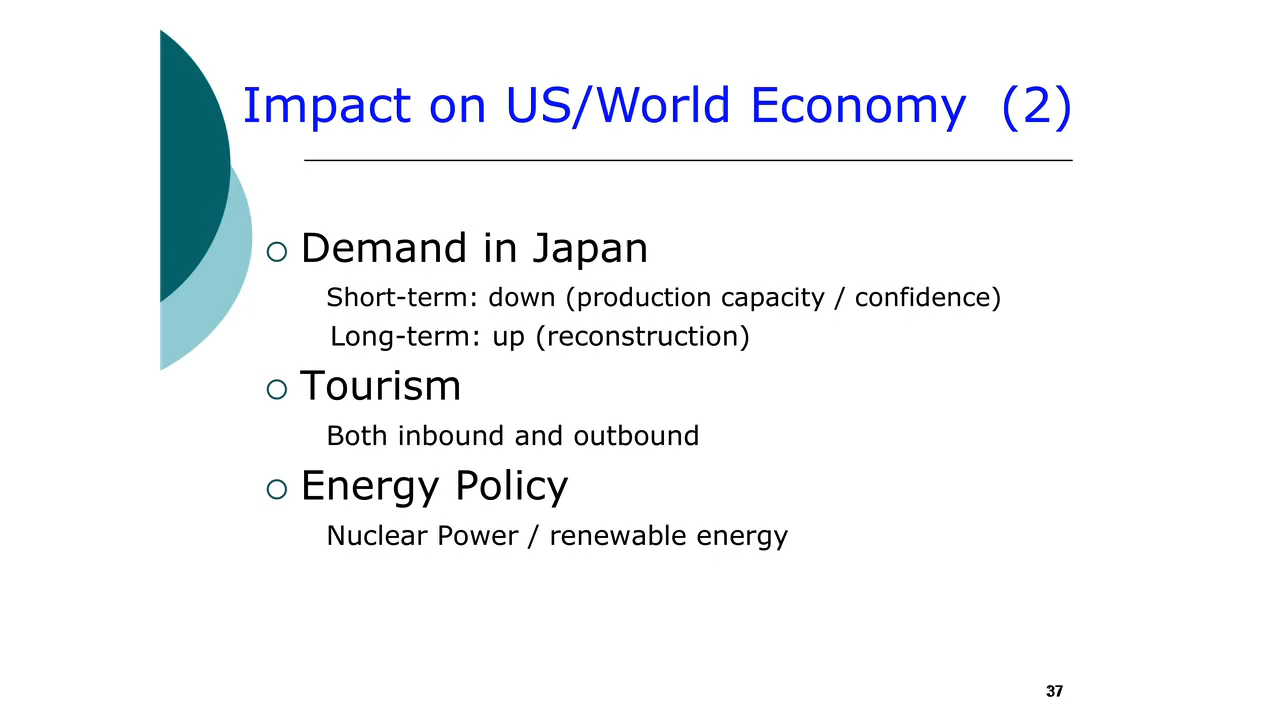 Impact on US/World Economy (2)
Demand in Japan
Short-term: down (production capacity / confidence)
Long-term: up (reconstruction)
Tourism
Both inbound and outbound
Energy Policy
Nuclear Power / renewable energy
37